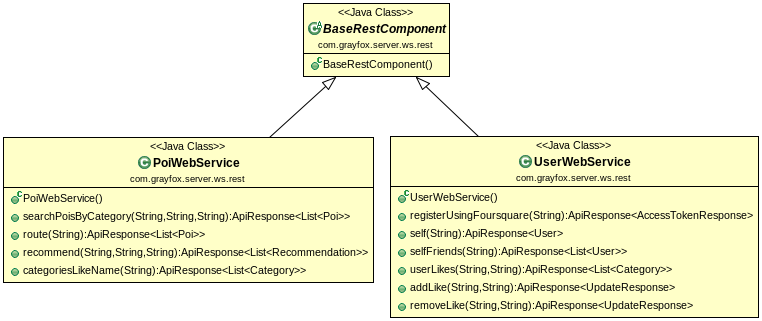 <<Java Class>>
BaseRestComponent
com.grayfox.server.ws.rest
BaseRestComponent()
<<Java Class>>
PoiWebService
com.grayfox.server.ws.rest
PoiWebService()
searchPoisByCategory(String,String,String):ApiResponse<List<Poi>>
route(String):ApiResponse<List<Poi>>
recommend(String,String,String):ApiResponse<List<Recommendation>>
categoriesLikeName(String):ApiResponse<List<Category>>
<<Java Class>>
UserWebService
com.grayfox.server.ws.rest
UserWebService()
registerUsingFoursquare(String):ApiResponse<AccessTokenResponse>
self(String):ApiResponse<User>
selfFriends(String):ApiResponse<List<User>>
userLikes(String,String):ApiResponse<List<Category>>
addLike(String,String):ApiResponse<UpdateResponse>
removeLike(String,String):ApiResponse<UpdateResponse>